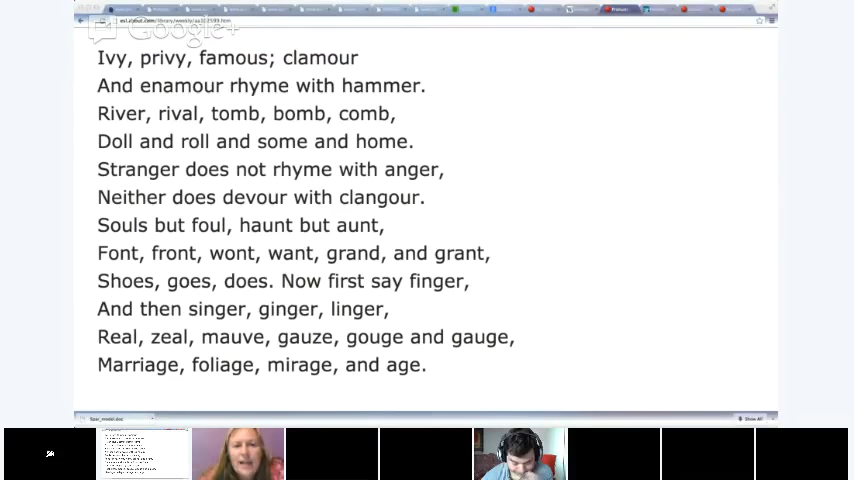 Google+
Ivy, privy, famous; clamour
And enamour rhyme with hammer.
River, rival, tomb, bomb, comb,
Doll and roll and some and home.
Stranger does not rhyme with anger,
Neither does devour with clangour.
Souls but foul, haunt but aunt,
Font, front, wont, want, grand, and grant,
Shoes, goes, does. Now first say finger,
And then singer, ginger, linger,
Real, zeal, mauve, gauze, gouge and gauge,
Marriage, foliage, mirage, and age.
Show All